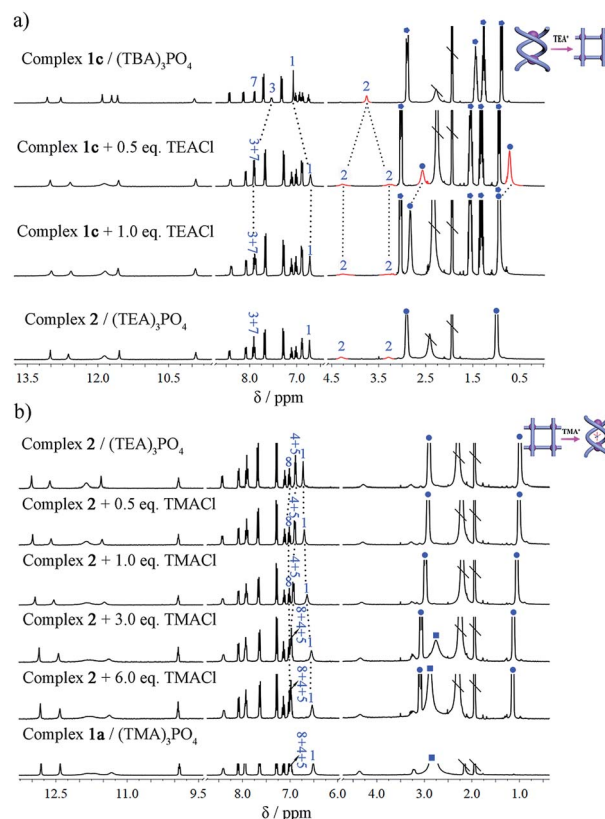 a)
TEA⁺
Complex 1c / (TBA)₃PO₄
7
3
1
2
Complex 1c + 0.5 eq. TEACl
3+7
1
2
2
Complex 1c + 1.0 eq. TEACl
3+7
1
2
2
Complex 2 / (TEA)₃PO₄
3+7
1
2
2
13.5 12.0 10.5 8.0 7.0 6.0 4.5 3.5 2.5 1.5 0.5
δ / ppm δ / ppm
b)
TMA⁺
Complex 2 / (TEA)₃PO₄
8
4+5
1
Complex 2 + 0.5 eq. TMACl
8
4+5
1
Complex 2 + 1.0 eq. TMACl
8
4+5
1
Complex 2 + 3.0 eq. TMACl
8+4+5
1
Complex 2 + 6.0 eq. TMACl
8+4+5
1
Complex 1a / (TMA)₃PO₄
8+4+5
1
12.5 11.0 9.5 8.0 7.0 6.0 4.0 3.0 2.0 1.0
δ / ppm δ / ppm